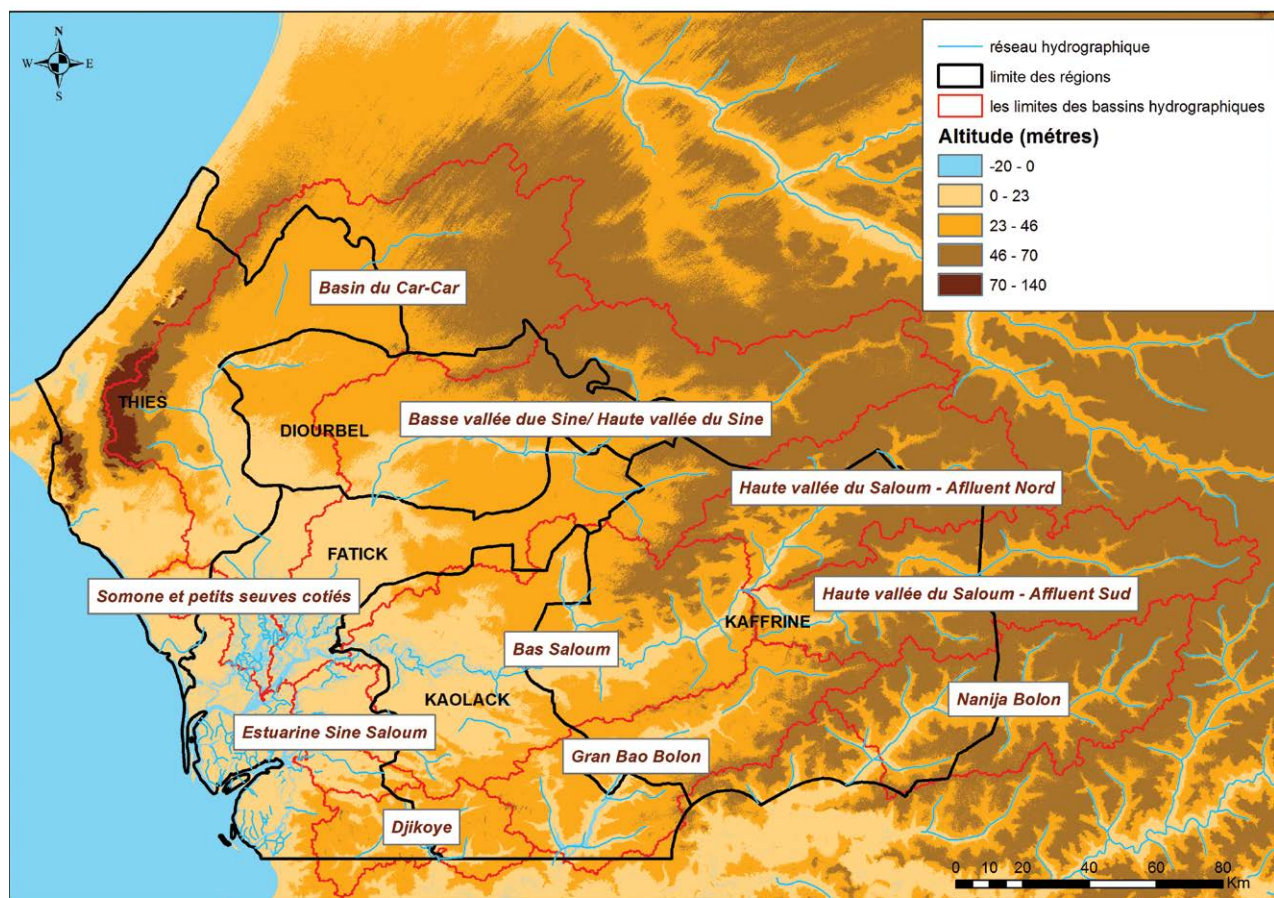 N
W E
S
réseau hydrographique
limite des régions
les limites des bassins hydrographiques
Altitude (métres)
-20 - 0
0 - 23
23 - 46
46 - 70
70 - 140
Basin du Car-Car
THIES
DIOURBEL
Basse vallée due Sine/ Haute vallée du Sine
Haute vallée du Saloum - Afluent Nord
FATICK
Somone et petits seuves cotiés
Haute vallée du Saloum - Affluent Sud
KAFFRINE
Bas Saloum
KAOLACK
Nanija Bolon
Estuarine Sine Saloum
Gran Bao Bolon
Djikoye
0 10 20 40 60 80
Km